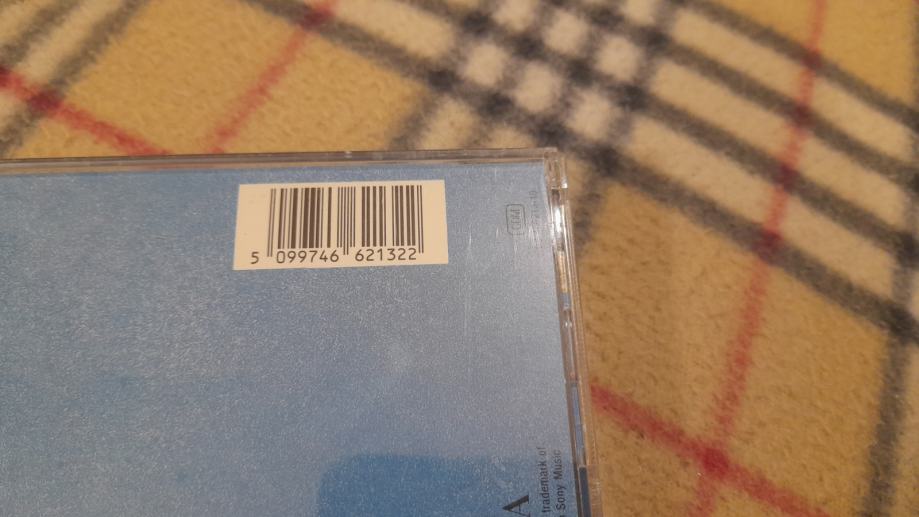 5 099746 621322
A
trademark of
Sony Music